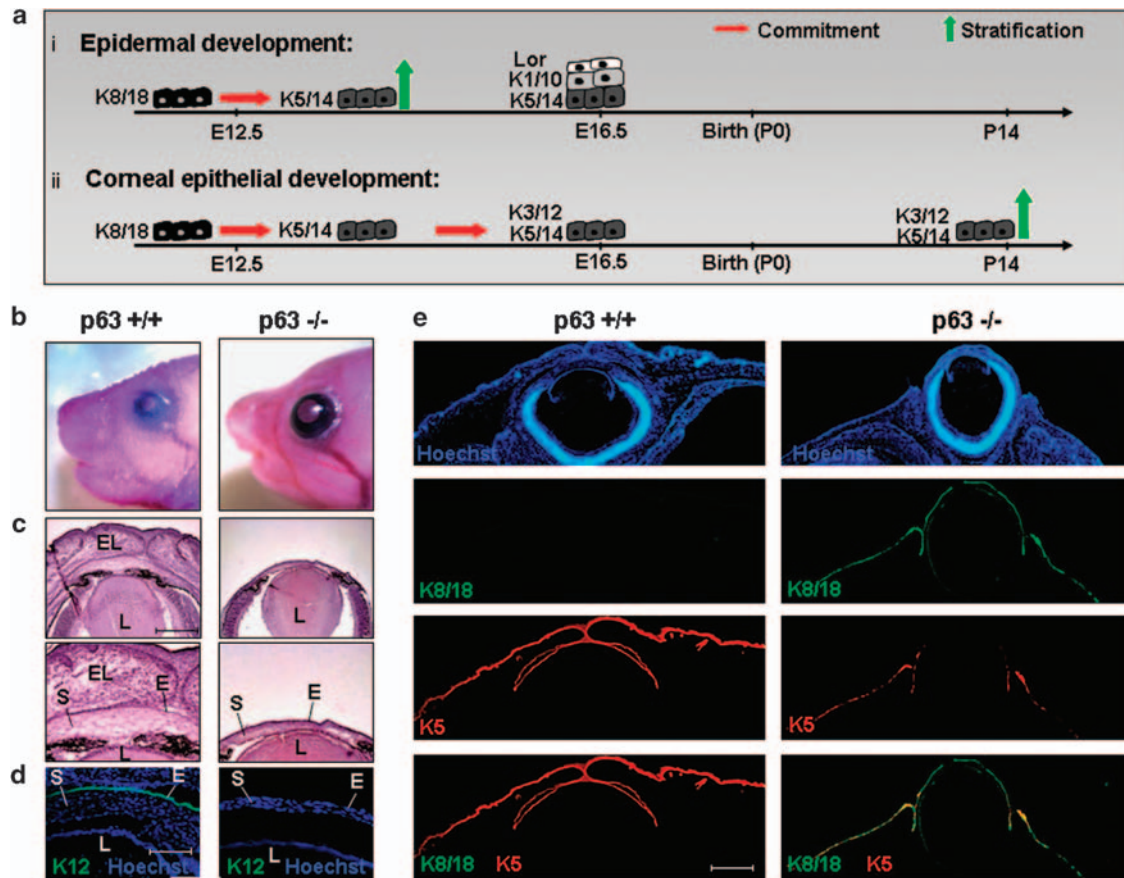 a
i Epidermal development:
Commitment
Stratification
Lor
K1/10
K8/18 K5/14 K5/14
E12.5 E16.5 Birth (P0) P14
ii Corneal epithelial development:
K3/12 K3/12
K8/18 K5/14 K5/14 K5/14
E12.5 E16.5 Birth (P0) P14
b p63 +/+ p63 -/-
c
EL
L L
EL
S E S E
L L
d
S E S E
L L
K12 Hoechst K12 Hoechst
e p63 +/+ p63 -/-
Hoechst Hoechst
K8/18 K8/18
K5 K5
K8/18 K5 K8/18 K5